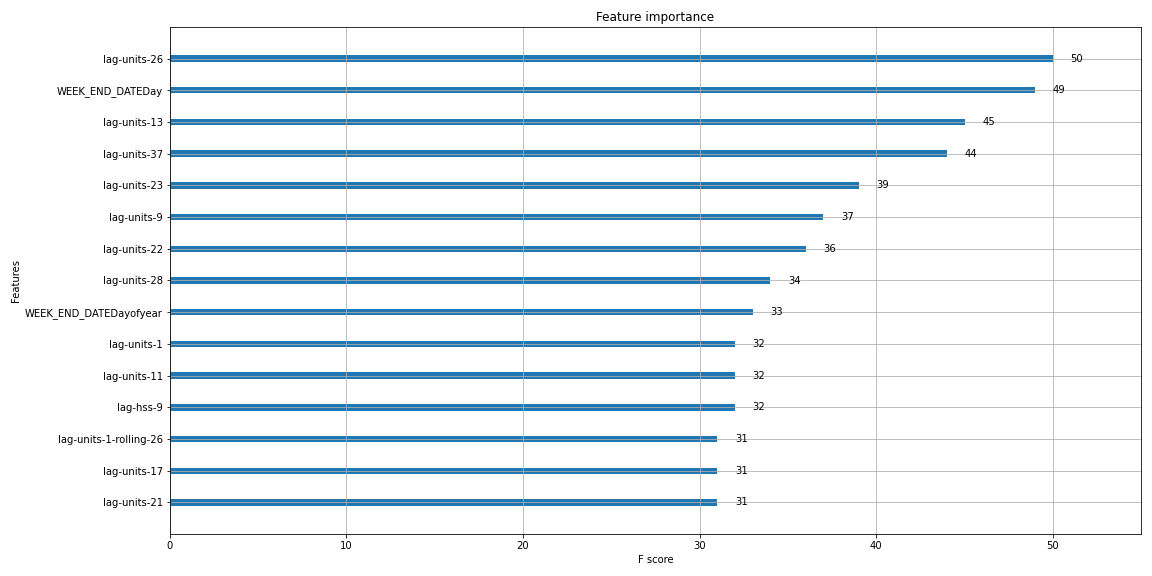 Feature importance
Features
lag-units-26 50
WEEK_END_DATEDay 49
lag-units-13 45
lag-units-37 44
lag-units-23 39
lag-units-9 37
lag-units-22 36
lag-units-28 34
WEEK_END_DATEDayofyear 33
lag-units-1 32
lag-units-11 32
lag-hss-9 32
lag-units-1-rolling-26 31
lag-units-17 31
lag-units-21 31
0 10 20 30 40 50
F score